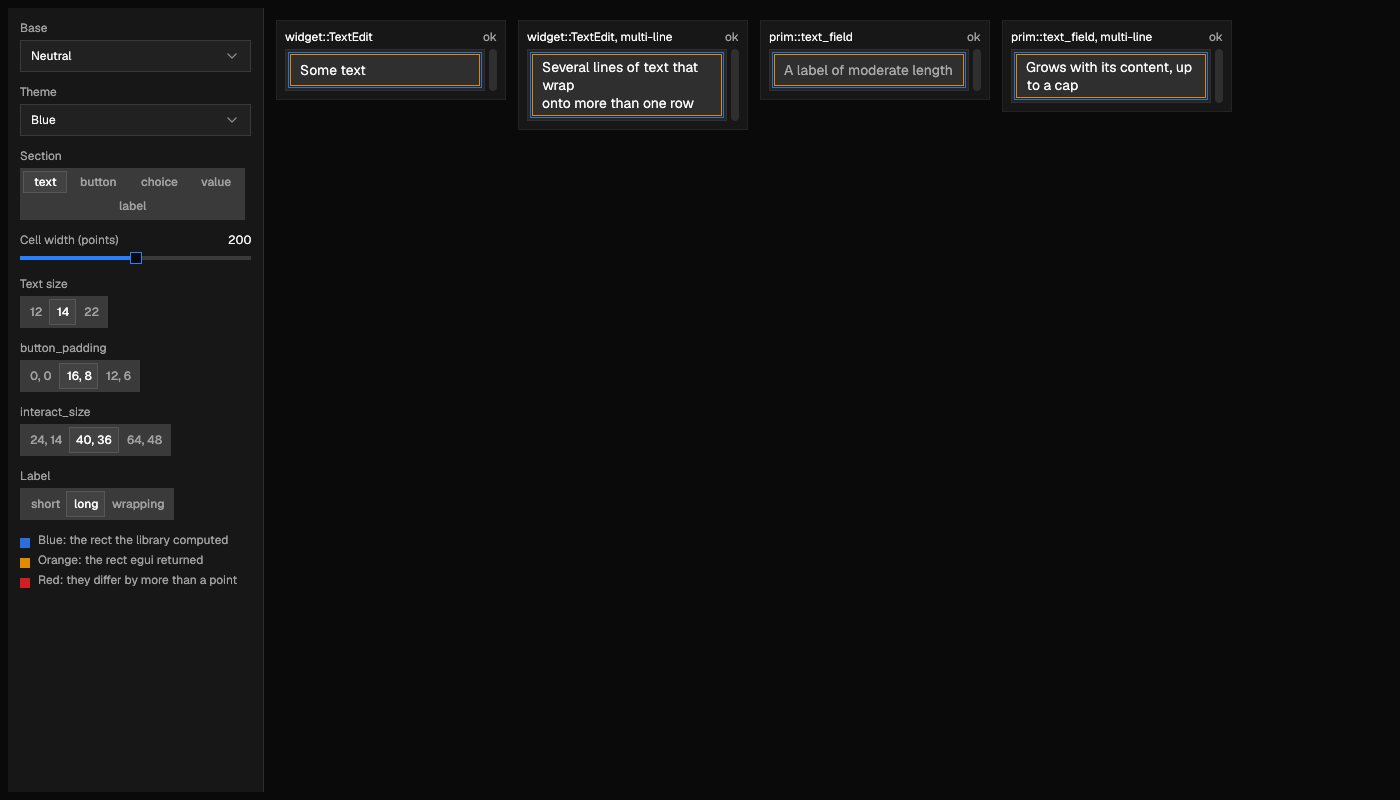 Base
Neutral
Theme
Blue
Section
text button choice value
label
Cell width (points) 200
Text size
12 14 22
button_padding
0, 0 16, 8 12, 6
interact_size
24, 14 40, 36 64, 48
Label
short long wrapping
Blue: the rect the library computed
Orange: the rect egui returned
Red: they differ by more than a point
widget::TextEdit ok
Some text
widget::TextEdit, multi-line ok
Several lines of text that
wrap
onto more than one row
prim::text_field ok
A label of moderate length
prim::text_field, multi-line ok
Grows with its content, up
to a cap